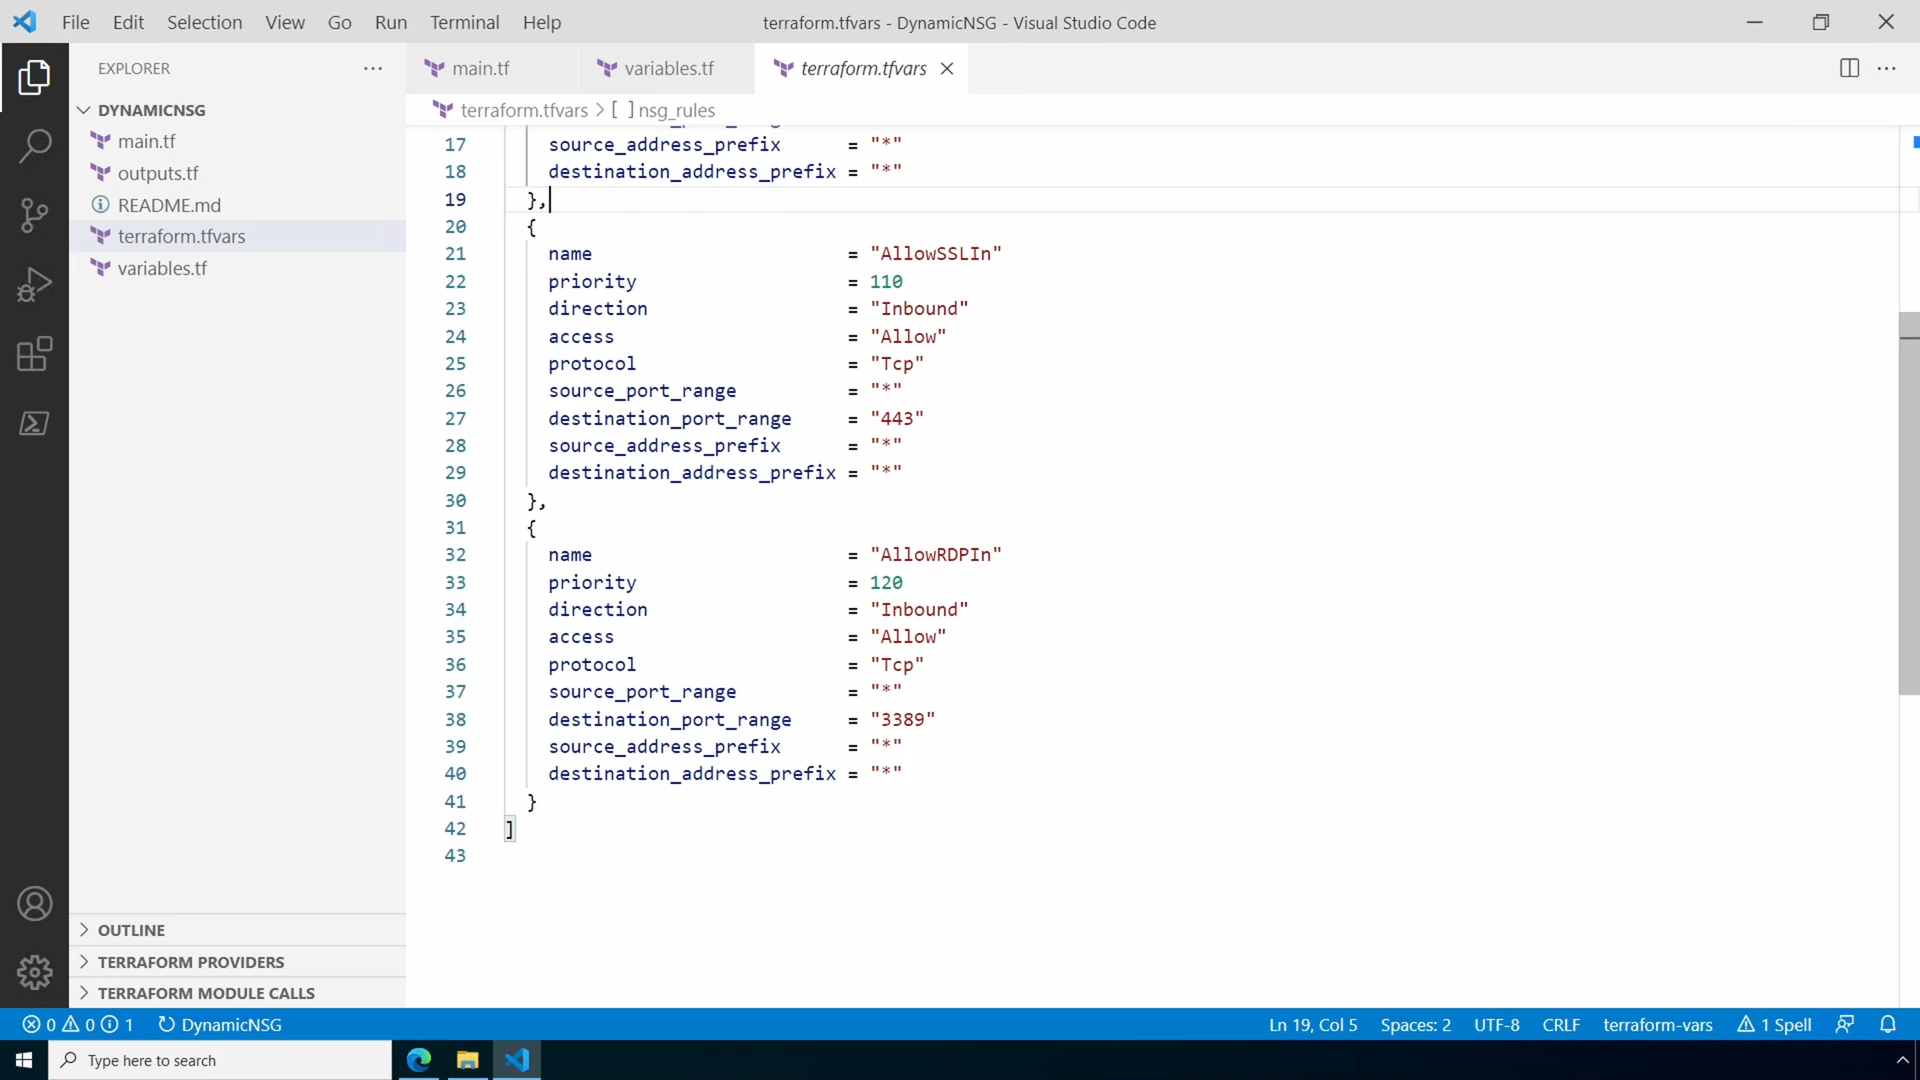 File Edit Selection View Go Run Terminal Help
terraform.tfvars - DynamicNSG - Visual Studio Code
EXPLORER
DYNAMICNSG
main.tf
outputs.tf
README.md
terraform.tfvars
variables.tf
OUTLINE
TERRAFORM PROVIDERS
TERRAFORM MODULE CALLS
main.tf variables.tf terraform.tfvars
terraform.tfvars > [ ] nsg_rules
17 source_address_prefix = "*"
18 destination_address_prefix = "*"
19 },
20 {
21 name = "AllowSSLIn"
22 priority = 110
23 direction = "Inbound"
24 access = "Allow"
25 protocol = "Tcp"
26 source_port_range = "*"
27 destination_port_range = "443"
28 source_address_prefix = "*"
29 destination_address_prefix = "*"
30 },
31 {
32 name = "AllowRDPIn"
33 priority = 120
34 direction = "Inbound"
35 access = "Allow"
36 protocol = "Tcp"
37 source_port_range = "*"
38 destination_port_range = "3389"
39 source_address_prefix = "*"
40 destination_address_prefix = "*"
41 }
42 ]
43
0 0 1 DynamicNSG
Ln 19, Col 5 Spaces: 2 UTF-8 CRLF terraform-vars 1 Spell
Type here to search